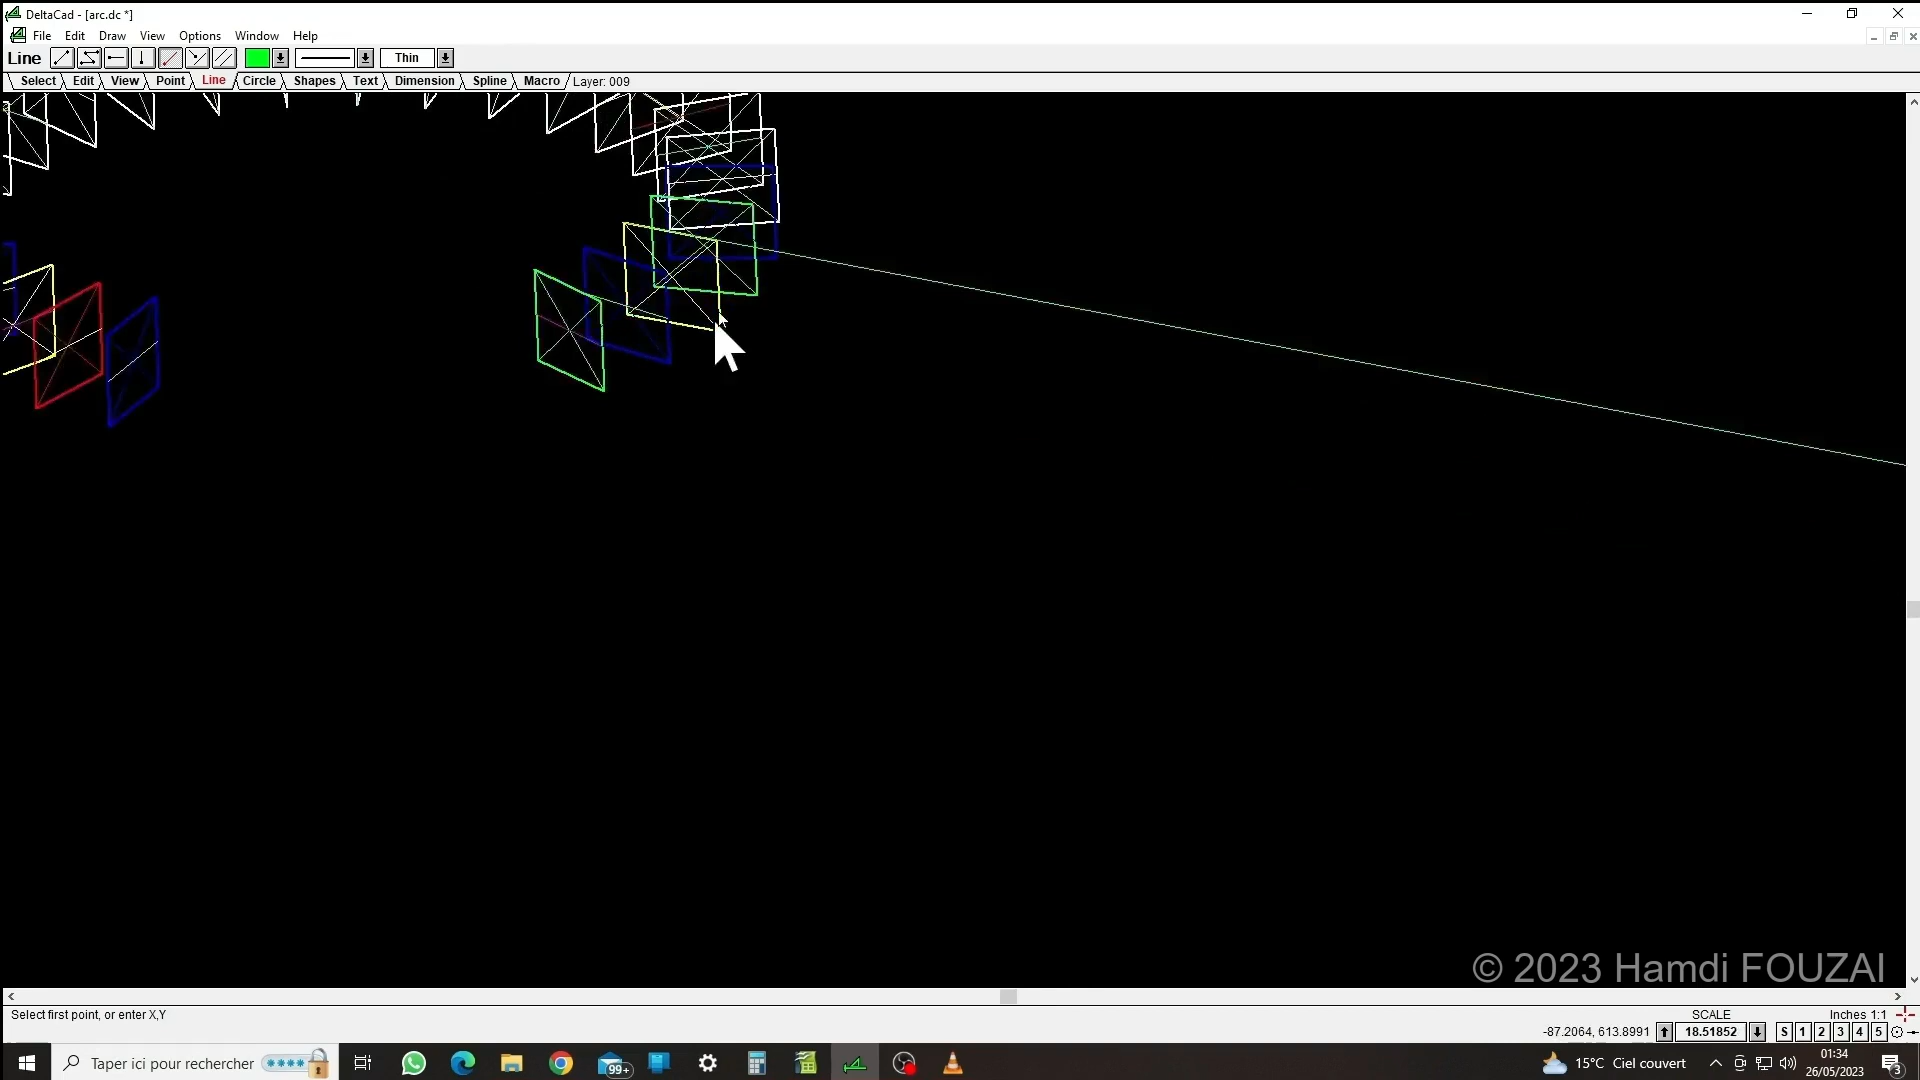 DeltaCad - [arc.dc *]
File Edit Draw View Options Window Help
Line Thin
Select Edit View Point Line Circle Shapes Text Dimension Spline Macro Layer: 009
© 2023 Hamdi FOUZAI
Select first point, or enter X,Y
SCALE Inches 1:1
-87.2064, 613.8991 18.51852 S 1 2 3 4 5
Taper ici pour rechercher
99+
15°C Ciel couvert
01:34
26/05/2023
3